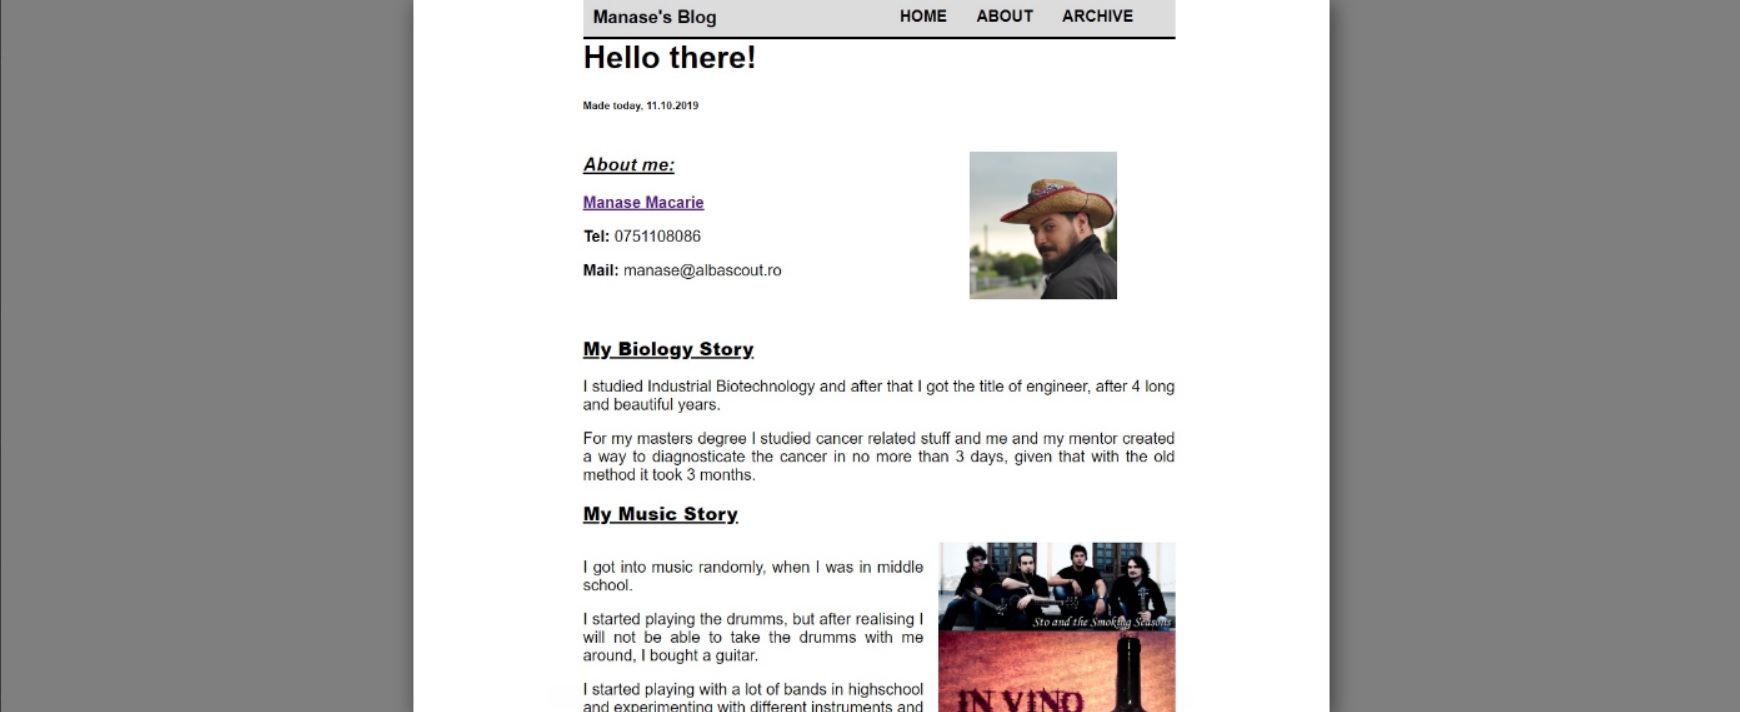 Manase's Blog HOME ABOUT ARCHIVE
Hello there!
Made today, 11.10.2019
About me:
Manase Macarie
Tel: 0751108086
Mail: manase@albascout.ro
My Biology Story
I studied Industrial Biotechnology and after that I got the title of engineer, after 4 long
and beautiful years.
For my masters degree I studied cancer related stuff and me and my mentor created
a way to diagnosticate the cancer in no more than 3 days, given that with the old
method it took 3 months.
My Music Story
I got into music randomly, when I was in middle
school.
I started playing the drumms, but after realising I
will not be able to take the drumms with me
around, I bought a guitar.
I started playing with a lot of bands in highschool
and experimenting with different instruments and
Sto and the Smoking Seasons
IN VINO